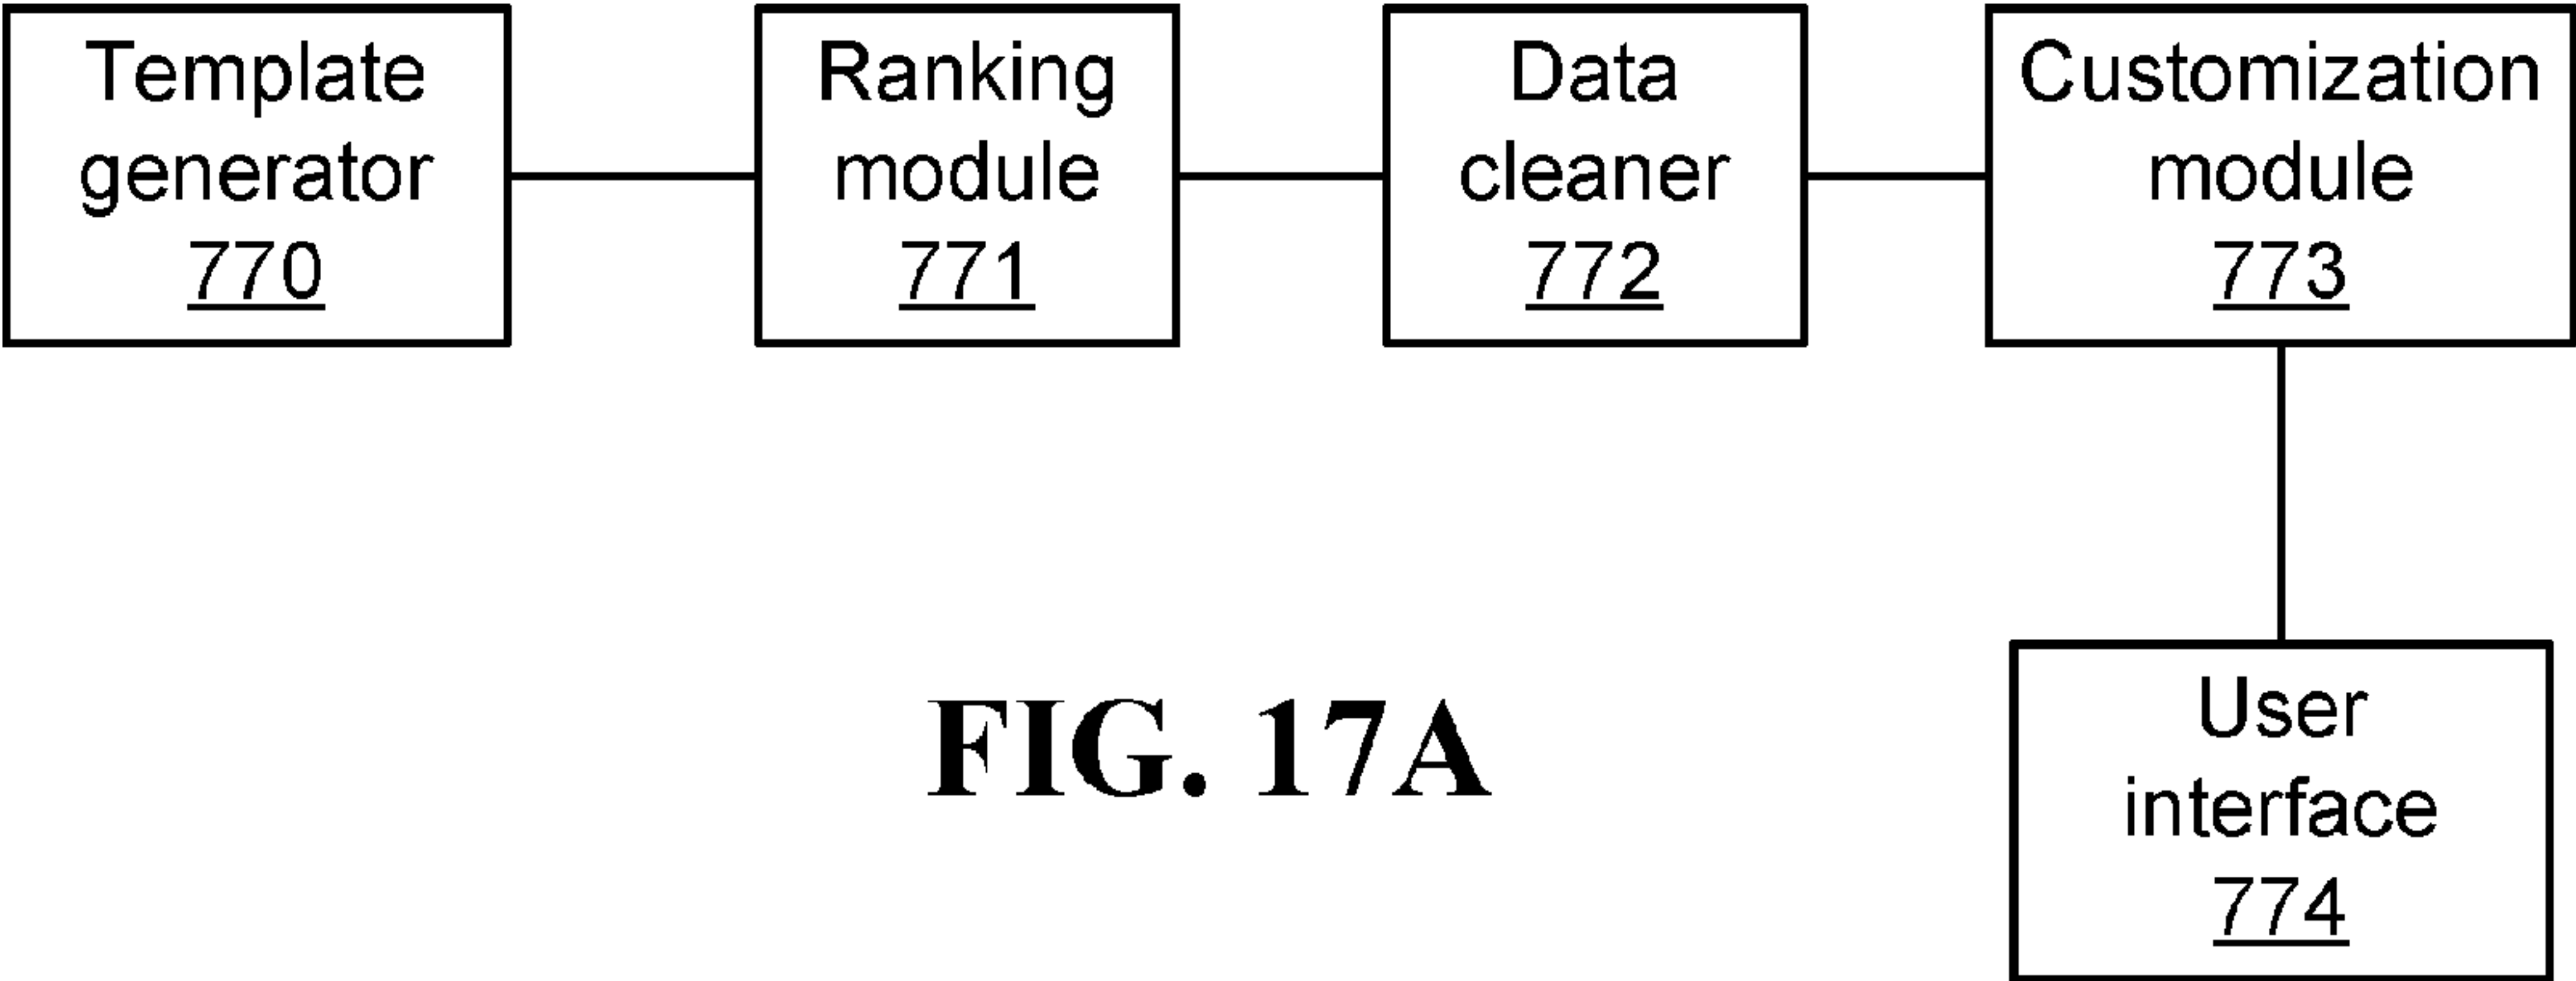 Template
generator
770
Ranking
module
771
Data
cleaner
772
Customization
module
773
User
interface
774
FIG. 17A